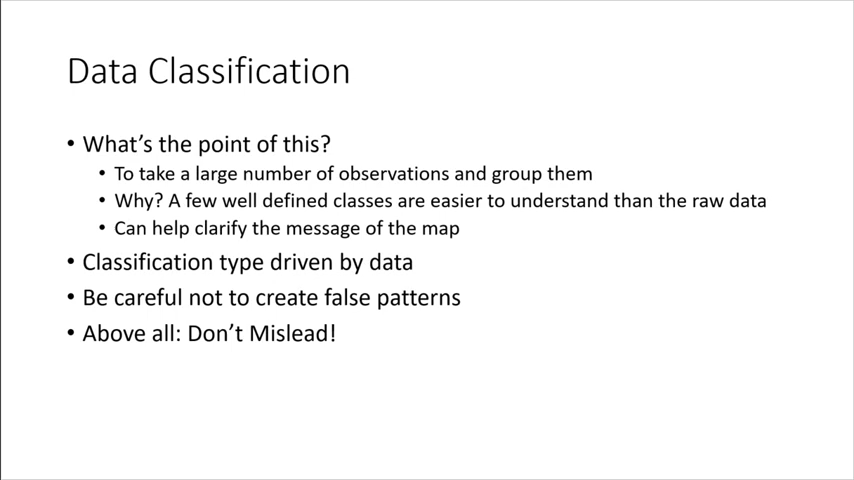 Data Classification
• What’s the point of this?
• To take a large number of observations and group them
• Why? A few well defined classes are easier to understand than the raw data
• Can help clarify the message of the map
• Classification type driven by data
• Be careful not to create false patterns
• Above all: Don’t Mislead!